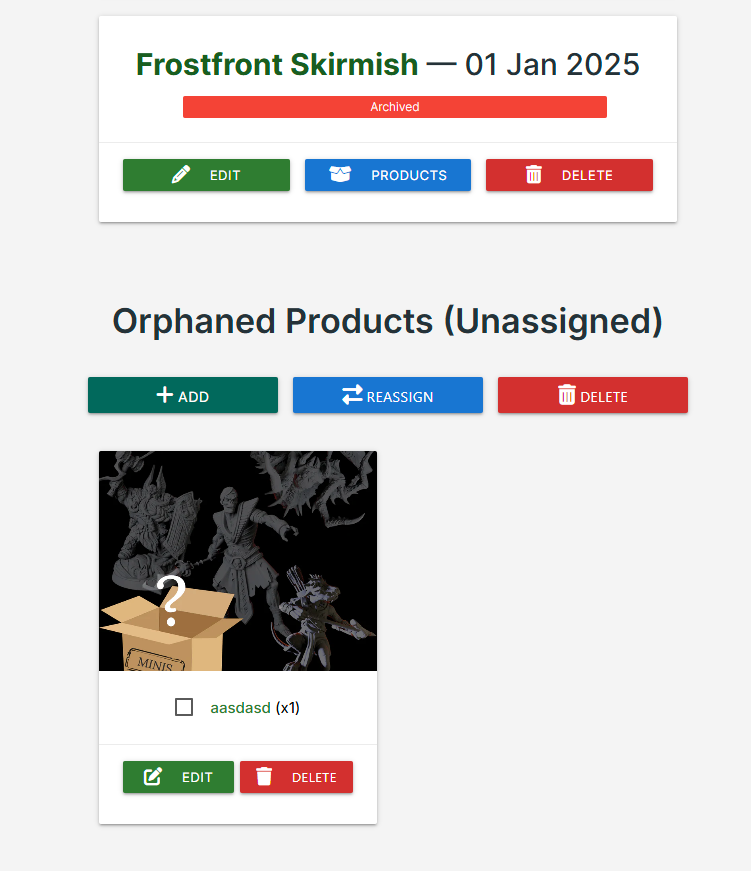 Frostfront Skirmish — 01 Jan 2025
Archived
EDIT PRODUCTS DELETE
Orphaned Products (Unassigned)
ADD REASSIGN DELETE
?
MINIS
aasdasd (x1)
EDIT DELETE